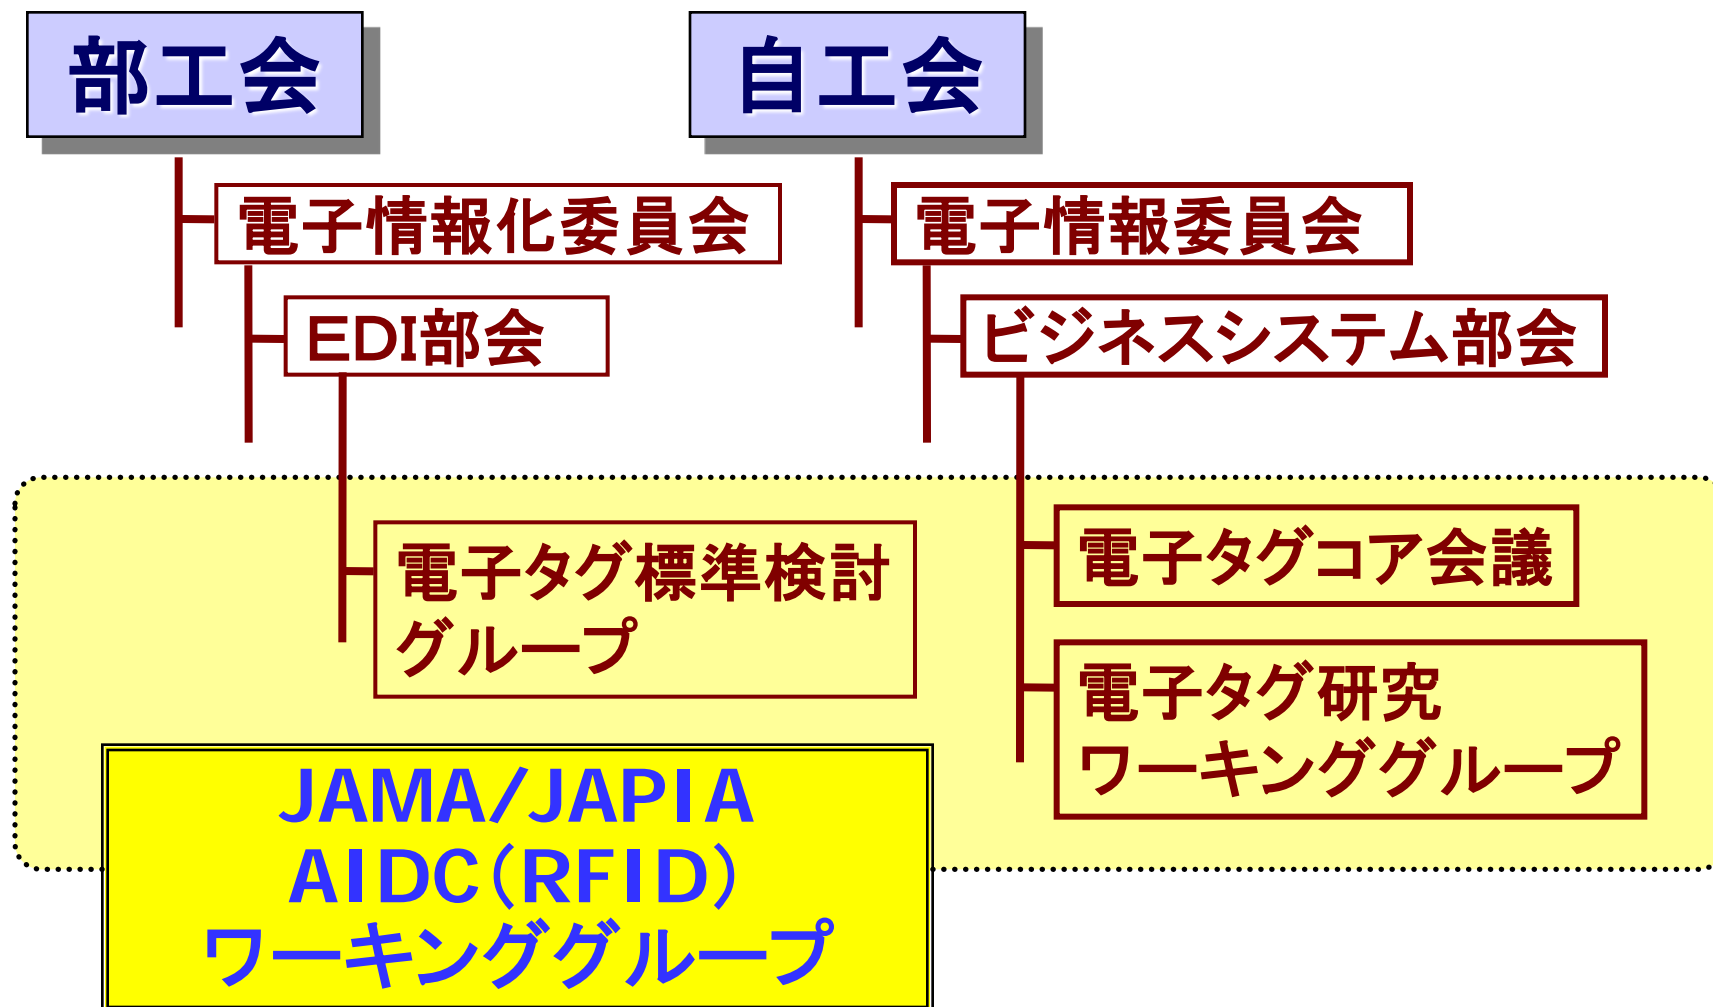 部工会
電子情報化委員会
EDI部会
電子タグ標準検討
グループ
自工会
電子情報委員会
ビジネスシステム部会
電子タグコア会議
電子タグ研究
ワーキンググループ
JAMA/JAPIA
AIDC(RFID)
ワーキンググループ